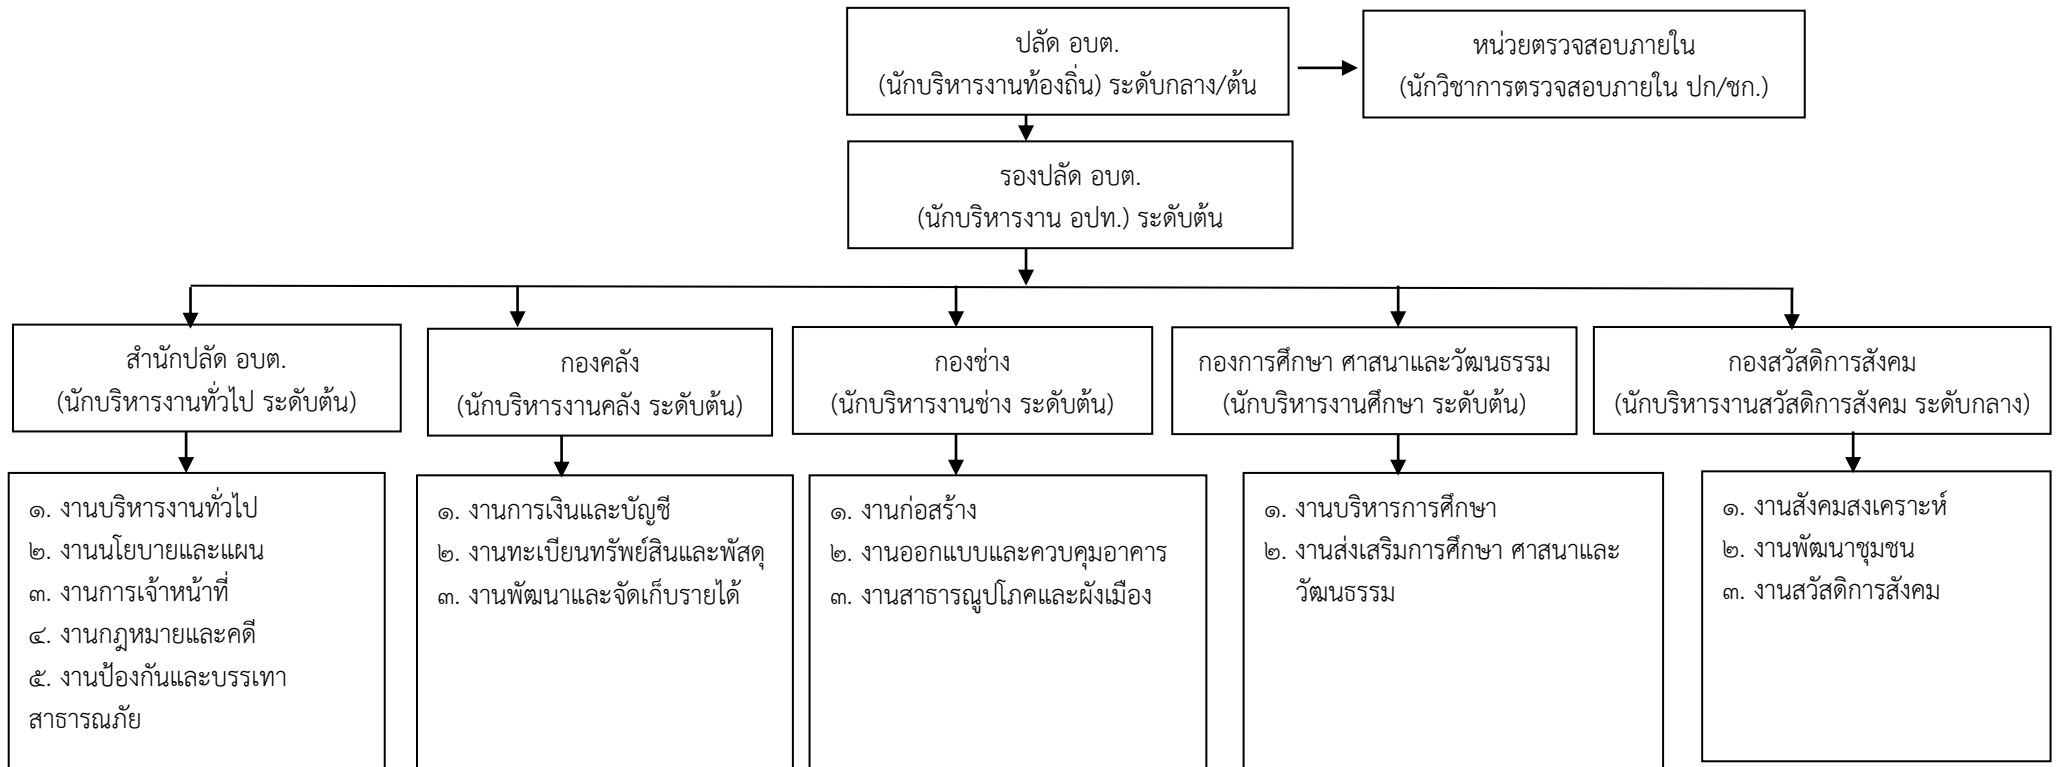 ปลัด อบต.
(นักบริหารงานท้องถิ่น) ระดับกลาง/ต้น
หน่วยตรวจสอบภายใน
(นักวิชาการตรวจสอบภายใน ปก/ชก.)
รองปลัด อบต.
(นักบริหารงาน อปท.) ระดับต้น
สำนักปลัด อบต.
(นักบริหารงานทั่วไป ระดับต้น)
กองคลัง
(นักบริหารงานคลัง ระดับต้น)
กองช่าง
(นักบริหารงานช่าง ระดับต้น)
กองการศึกษา ศาสนาและวัฒนธรรม
(นักบริหารงานศึกษา ระดับต้น)
กองสวัสดิการสังคม
(นักบริหารงานสวัสดิการสังคม ระดับกลาง)
๑. งานบริหารงานทั่วไป
๒. งานนโยบายและแผน
๓. งานการเจ้าหน้าที่
๔. งานกฎหมายและคดี
๕. งานป้องกันและบรรเทา
สาธารณภัย
๑. งานการเงินและบัญชี
๒. งานทะเบียนทรัพย์สินและพัสดุ
๓. งานพัฒนาและจัดเก็บรายได้
๑. งานก่อสร้าง
๒. งานออกแบบและควบคุมอาคาร
๓. งานสาธารณูปโภคและผังเมือง
๑. งานบริหารการศึกษา
๒. งานส่งเสริมการศึกษา ศาสนาและ
วัฒนธรรม
๑. งานสังคมสงเคราะห์
๒. งานพัฒนาชุมชน
๓. งานสวัสดิการสังคม